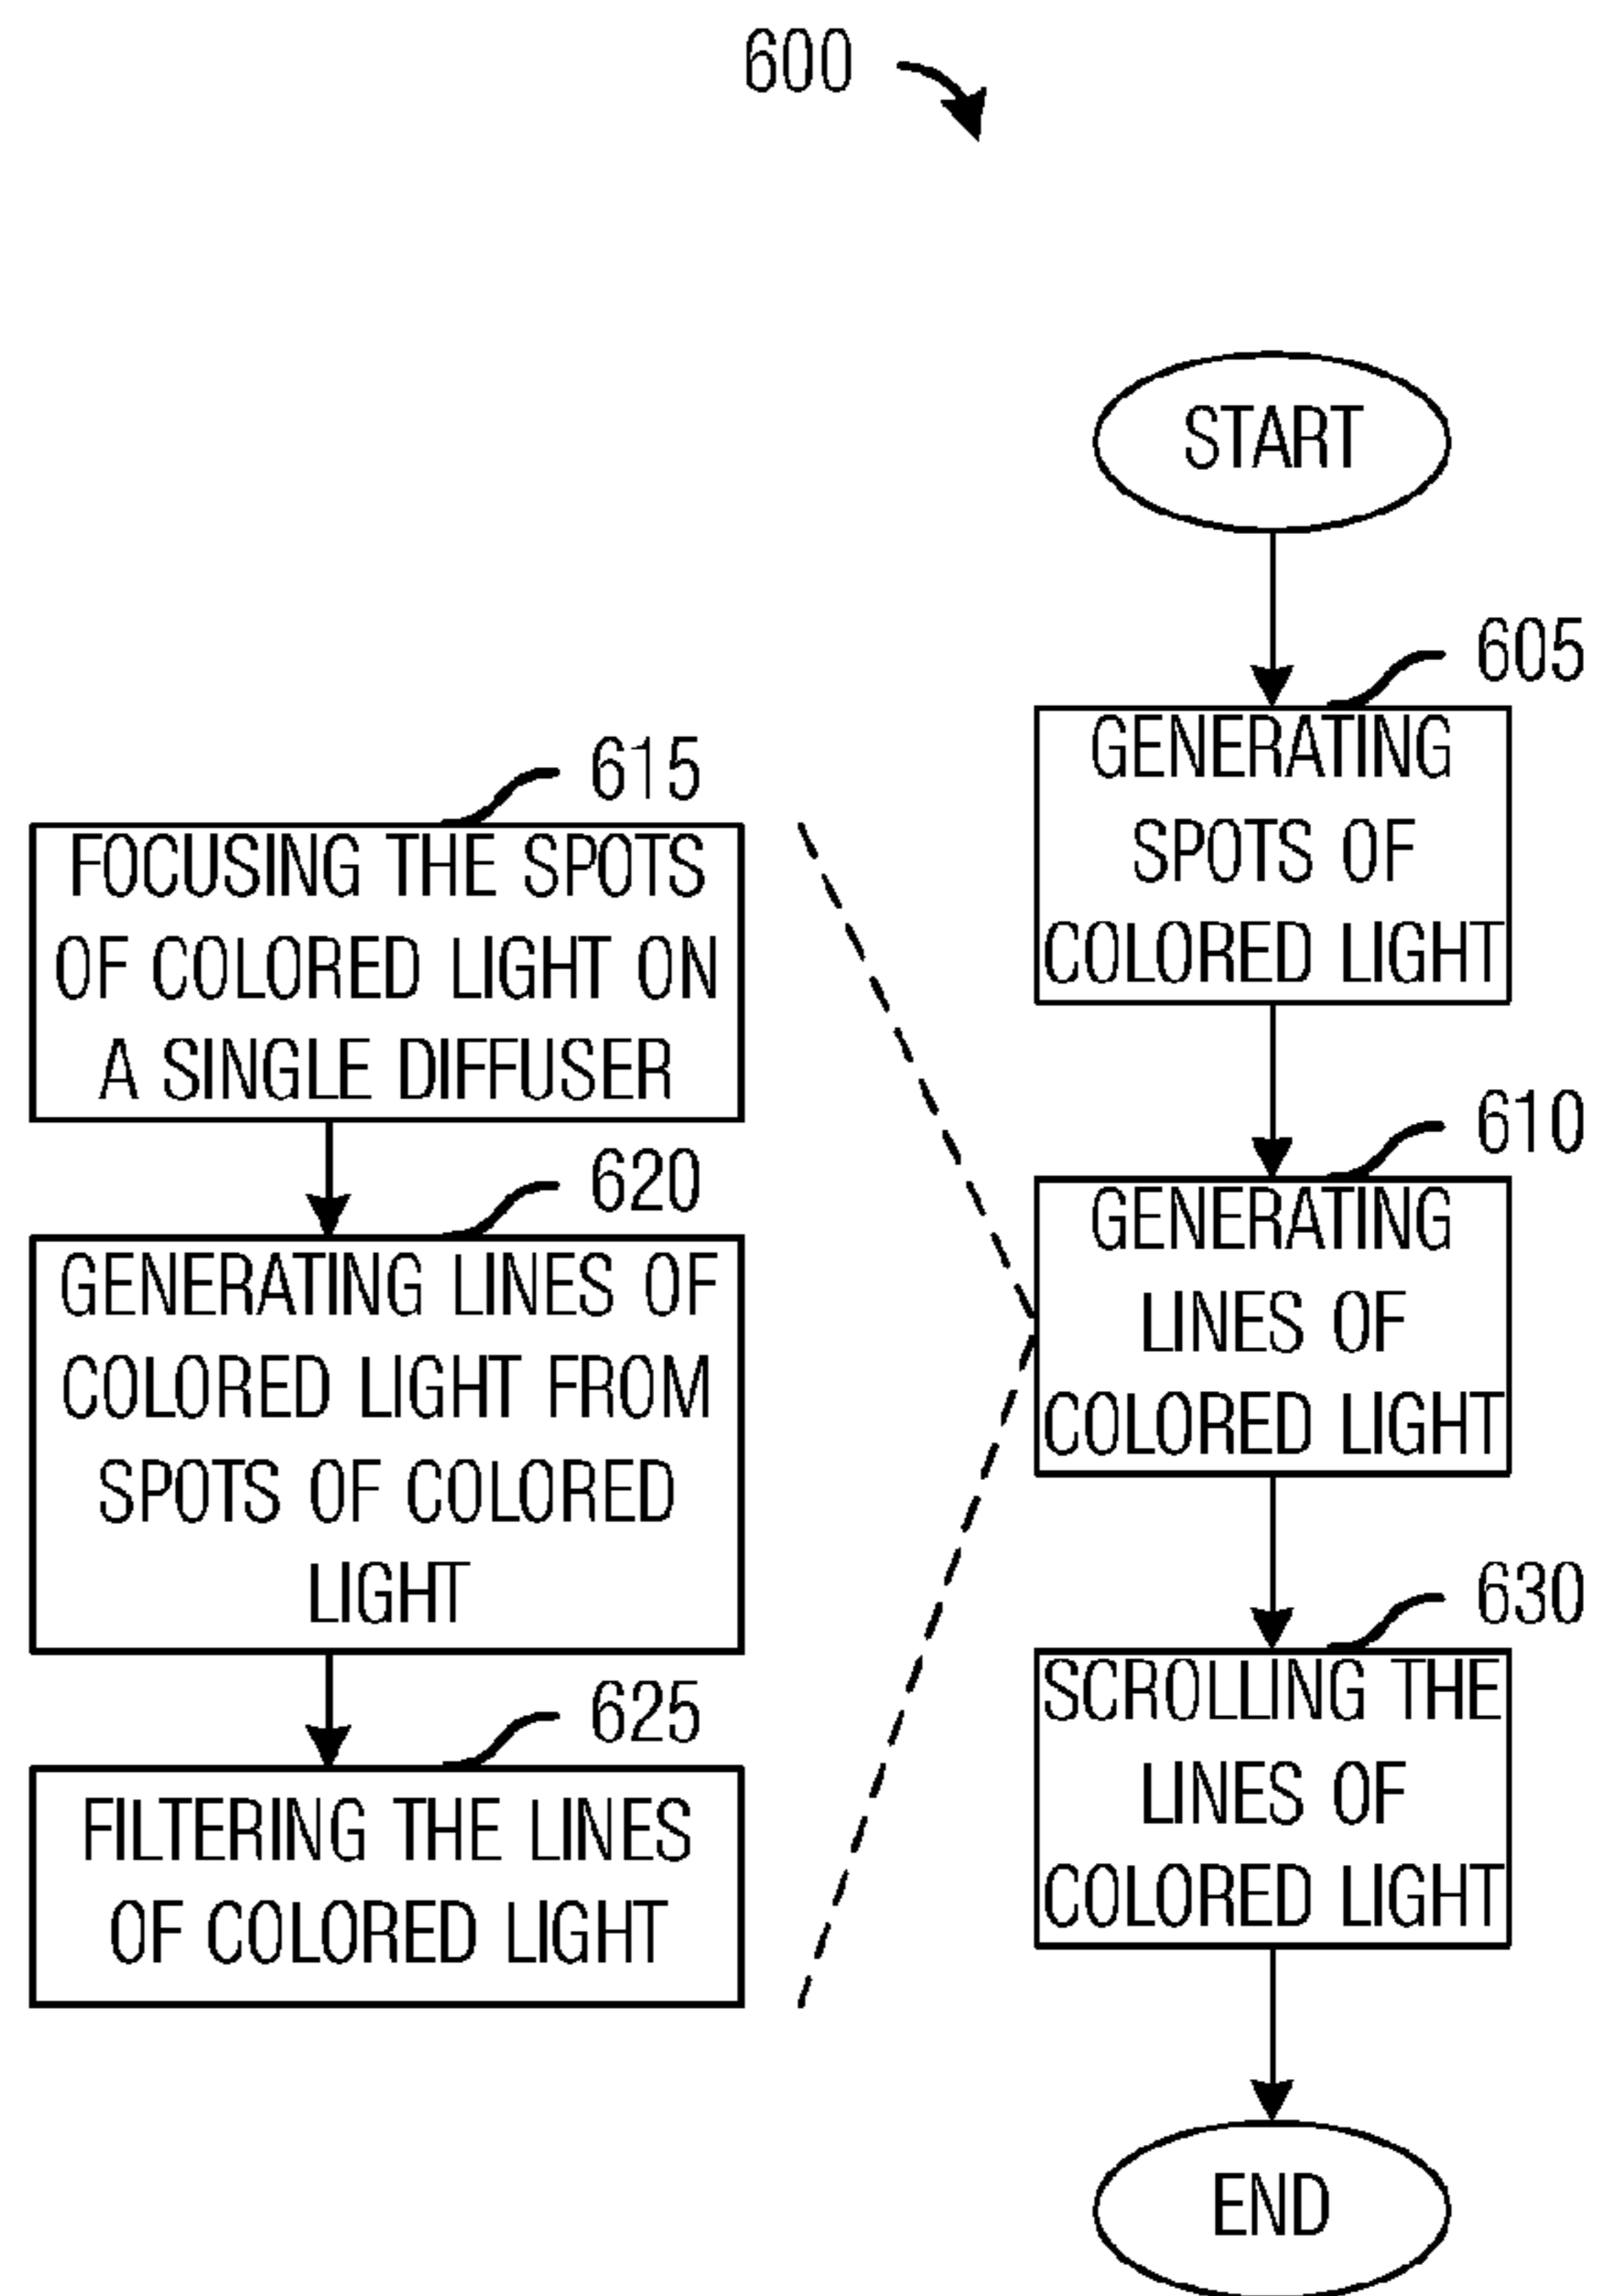 600
START
605
GENERATING
SPOTS OF
COLORED LIGHT
615
FOCUSING THE SPOTS
OF COLORED LIGHT ON
A SINGLE DIFFUSER
620
GENERATING LINES OF
COLORED LIGHT FROM
SPOTS OF COLORED
LIGHT
625
FILTERING THE LINES
OF COLORED LIGHT
610
GENERATING
LINES OF
COLORED LIGHT
630
SCROLLING THE
LINES OF
COLORED LIGHT
END